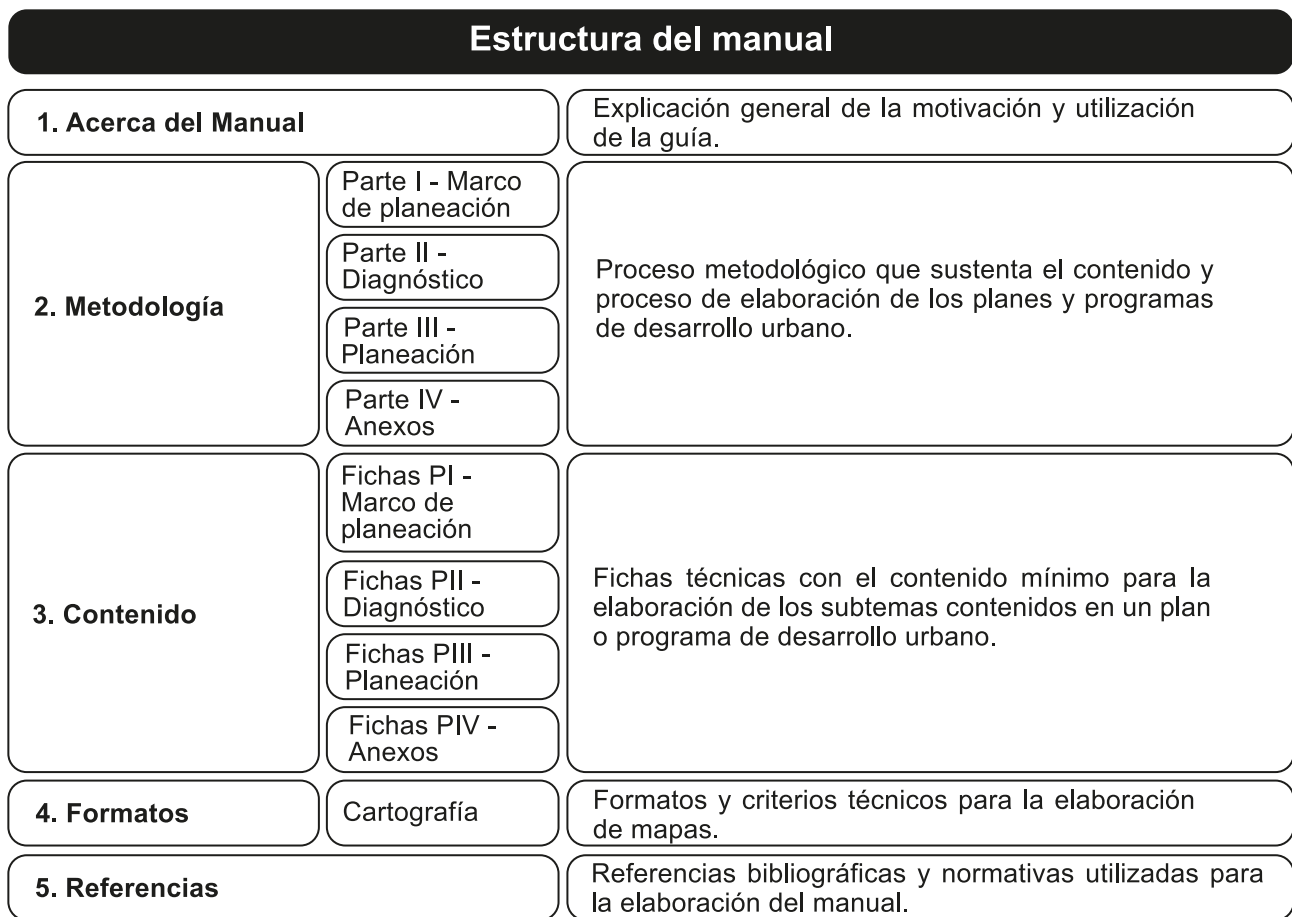 Estructura del manual
1. Acerca del Manual
Explicación general de la motivación y utilización
de la guía.
2. Metodología
Parte I - Marco
de planeación
Parte II -
Diagnóstico
Parte III -
Planeación
Parte IV -
Anexos
Proceso metodológico que sustenta el contenido y
proceso de elaboración de los planes y programas
de desarrollo urbano.
3. Contenido
Fichas PI -
Marco de
planeación
Fichas PII -
Diagnóstico
Fichas PIII -
Planeación
Fichas PIV -
Anexos
Fichas técnicas con el contenido mínimo para la
elaboración de los subtemas contenidos en un plan
o programa de desarrollo urbano.
4. Formatos
Cartografía
Formatos y criterios técnicos para la elaboración
de mapas.
5. Referencias
Referencias bibliográficas y normativas utilizadas para
la elaboración del manual.